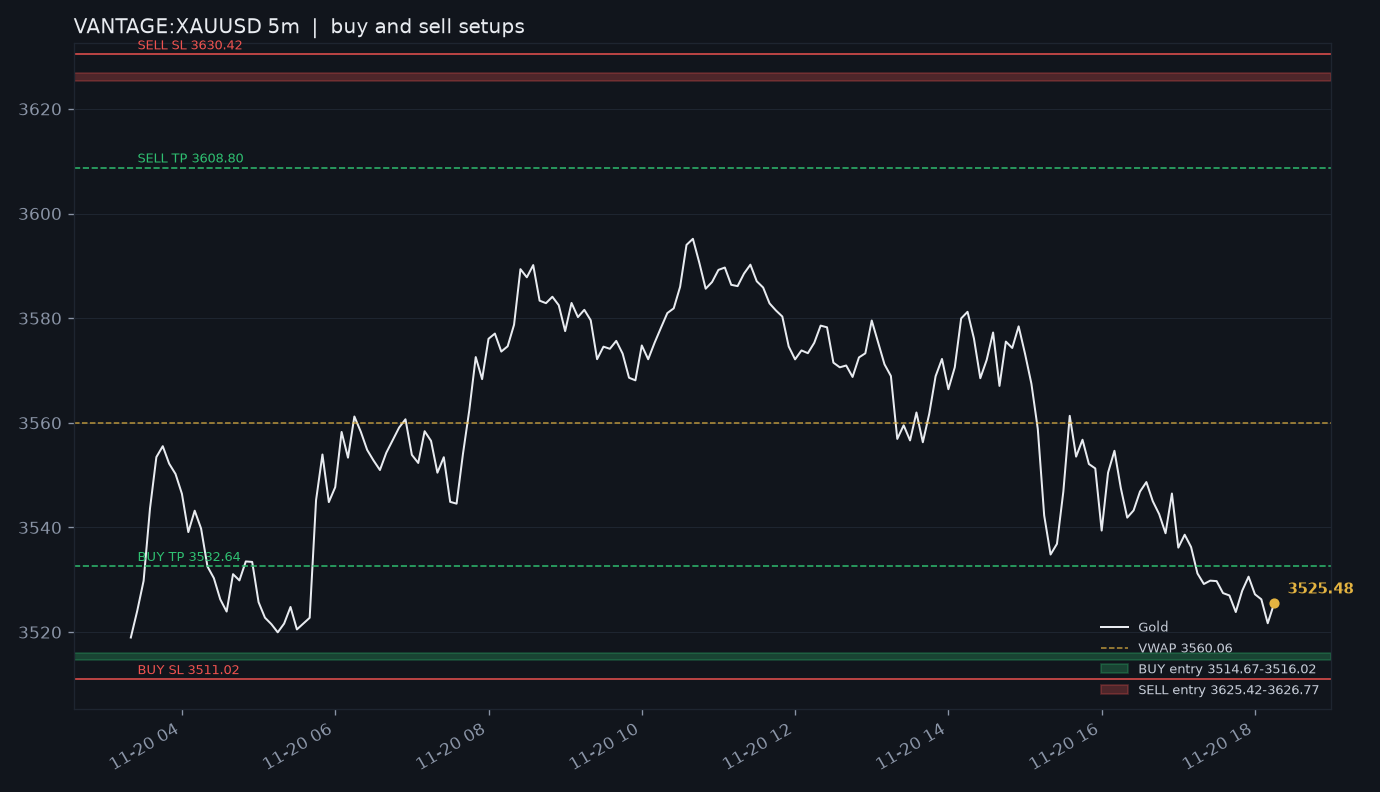 VANTAGE:XAUUSD 5m | buy and sell setups
SELL SL 3630.42
3620
SELL TP 3608.80
3600
3580
3560
3540
BUY TP 3532.64
3525.48
3520
Gold
VWAP 3560.06
BUY SL 3511.02
BUY entry 3514.67-3516.02
SELL entry 3625.42-3626.77
11-20 04
11-20 06
11-20 08
11-20 10
11-20 12
11-20 14
11-20 16
11-20 18